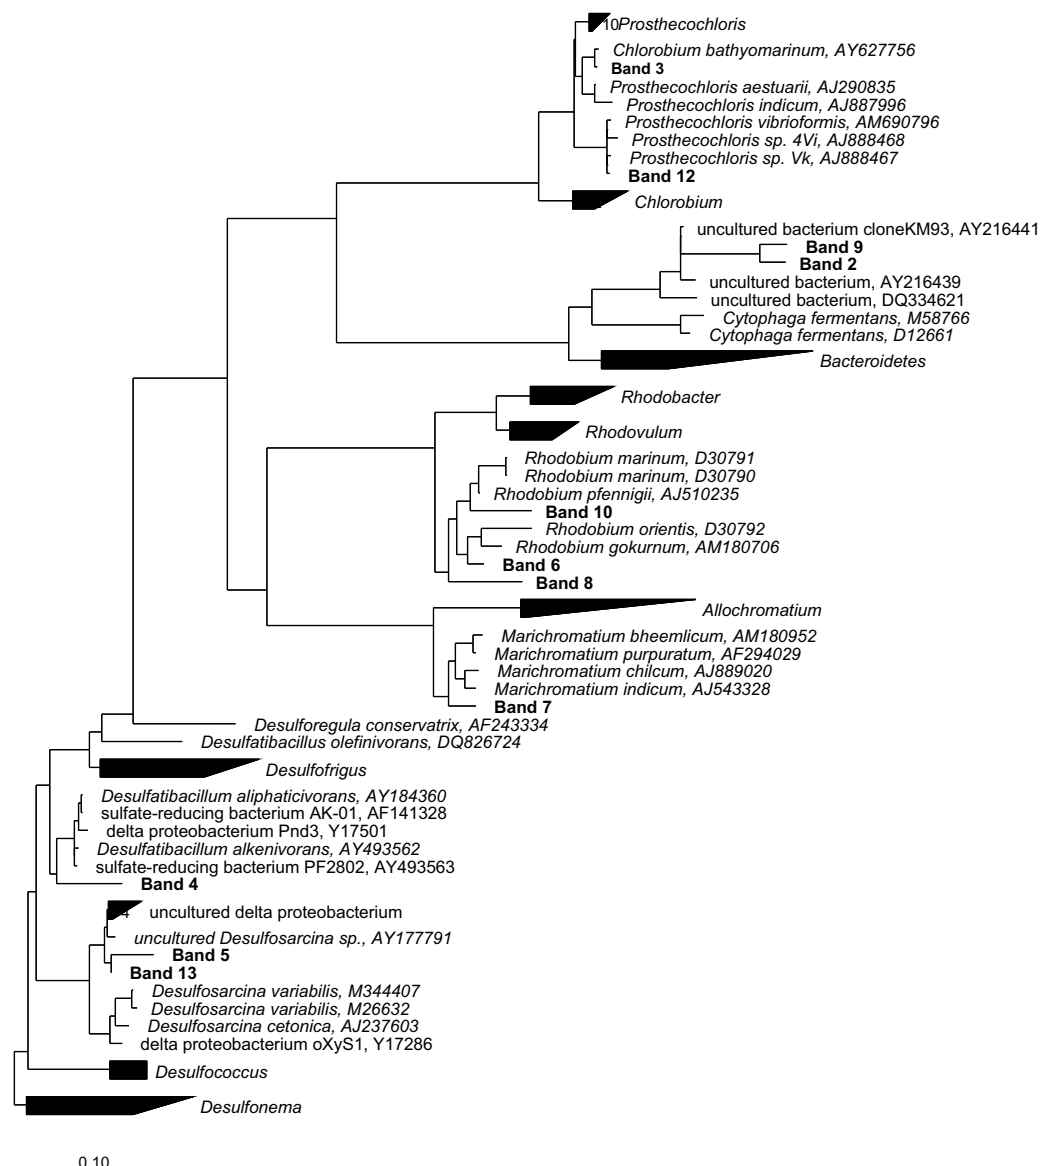 10 Prosthecochloris
Chlorobium bathyomarinum, AY627756
Band 3
Prosthecochloris aestuarii, AJ290835
Prosthecochloris indicum, AJ887996
Prosthecochloris vibrioformis, AM690796
Prosthecochloris sp. 4Vi, AJ888468
Prosthecochloris sp. Vk, AJ888467
Band 12
Chlorobium
uncultured bacterium cloneKM93, AY216441
Band 9
Band 2
uncultured bacterium, AY216439
uncultured bacterium, DQ334621
Cytophaga fermentans, M58766
Cytophaga fermentans, D12661
Bacteroidetes
Rhodobacter
Rhodovulum
Rhodobium marinum, D30791
Rhodobium marinum, D30790
Rhodobium pfennigii, AJ510235
Band 10
Rhodobium orientis, D30792
Rhodobium gokurnum, AM180706
Band 6
Band 8
Allochromatium
Marichromatium bheemlicum, AM180952
Marichromatium purpuratum, AF294029
Marichromatium chilcum, AJ889020
Marichromatium indicum, AJ543328
Band 7
Desulforegula conservatrix, AF243334
Desulfatibacillus olefinivorans, DQ826724
Desulfofrigus
Desulfatibacillum aliphaticivorans, AY184360
sulfate-reducing bacterium AK-01, AF141328
delta proteobacterium Pnd3, Y17501
Desulfatibacillum alkenivorans, AY493562
sulfate-reducing bacterium PF2802, AY493563
Band 4
4 uncultured delta proteobacterium
uncultured Desulfosarcina sp., AY177791
Band 5
Band 13
Desulfosarcina variabilis, M344407
Desulfosarcina variabilis, M26632
Desulfosarcina cetonica, AJ237603
delta proteobacterium oXyS1, Y17286
Desulfococcus
Desulfonema
0.10